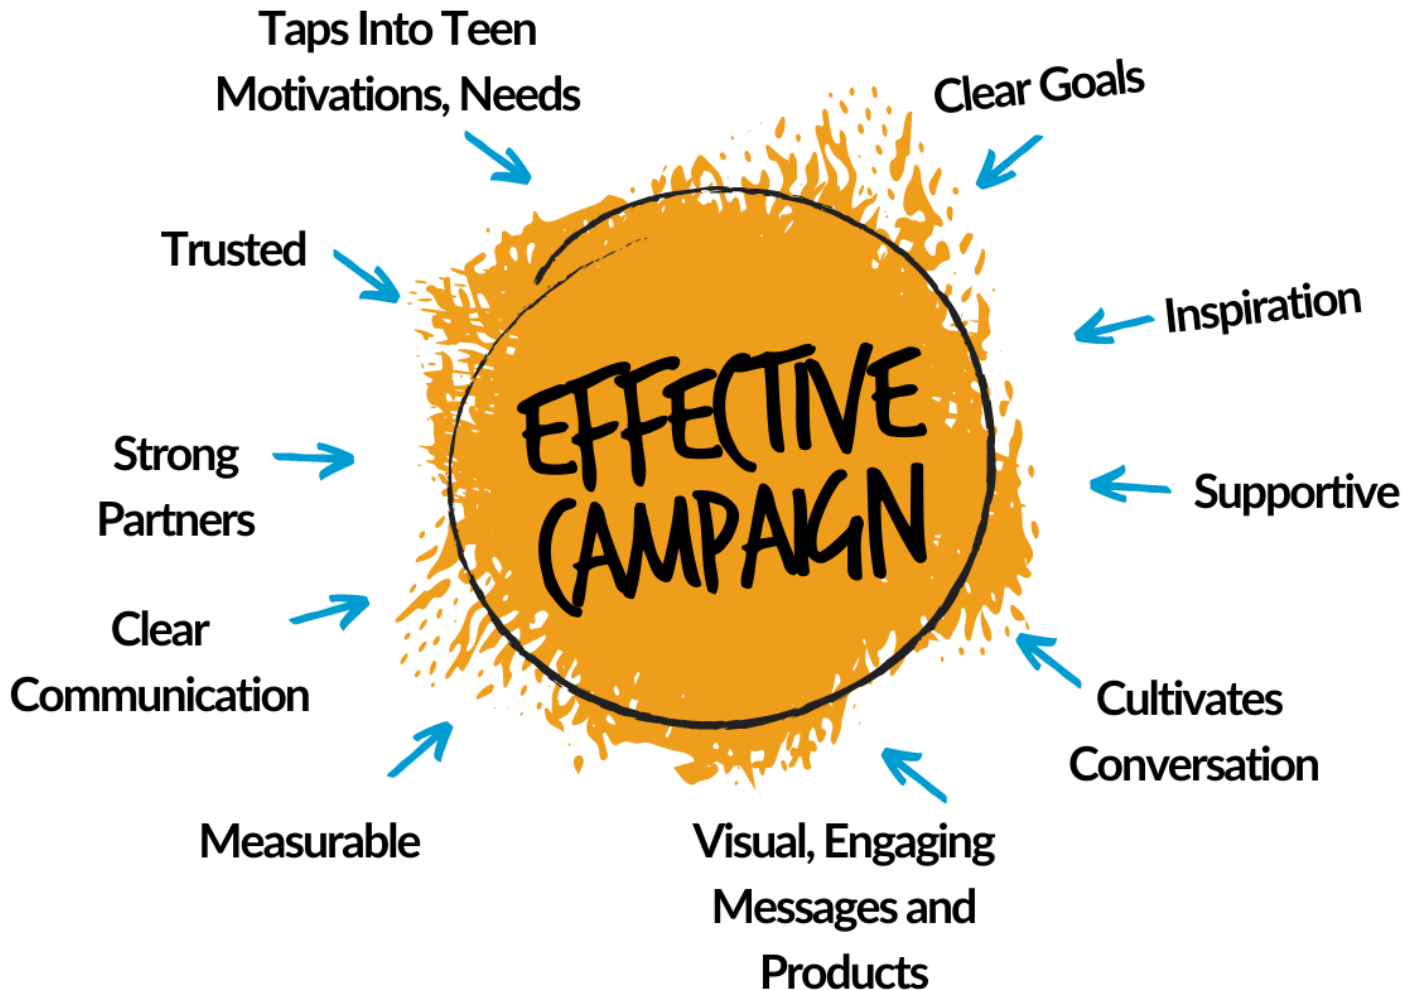 Taps Into Teen
Motivations, Needs
Clear Goals
Trusted
Inspiration
EFFECTIVE
CAMPAIGN
Strong
Partners
Supportive
Clear
Communication
Cultivates
Conversation
Measurable
Visual, Engaging
Messages and
Products